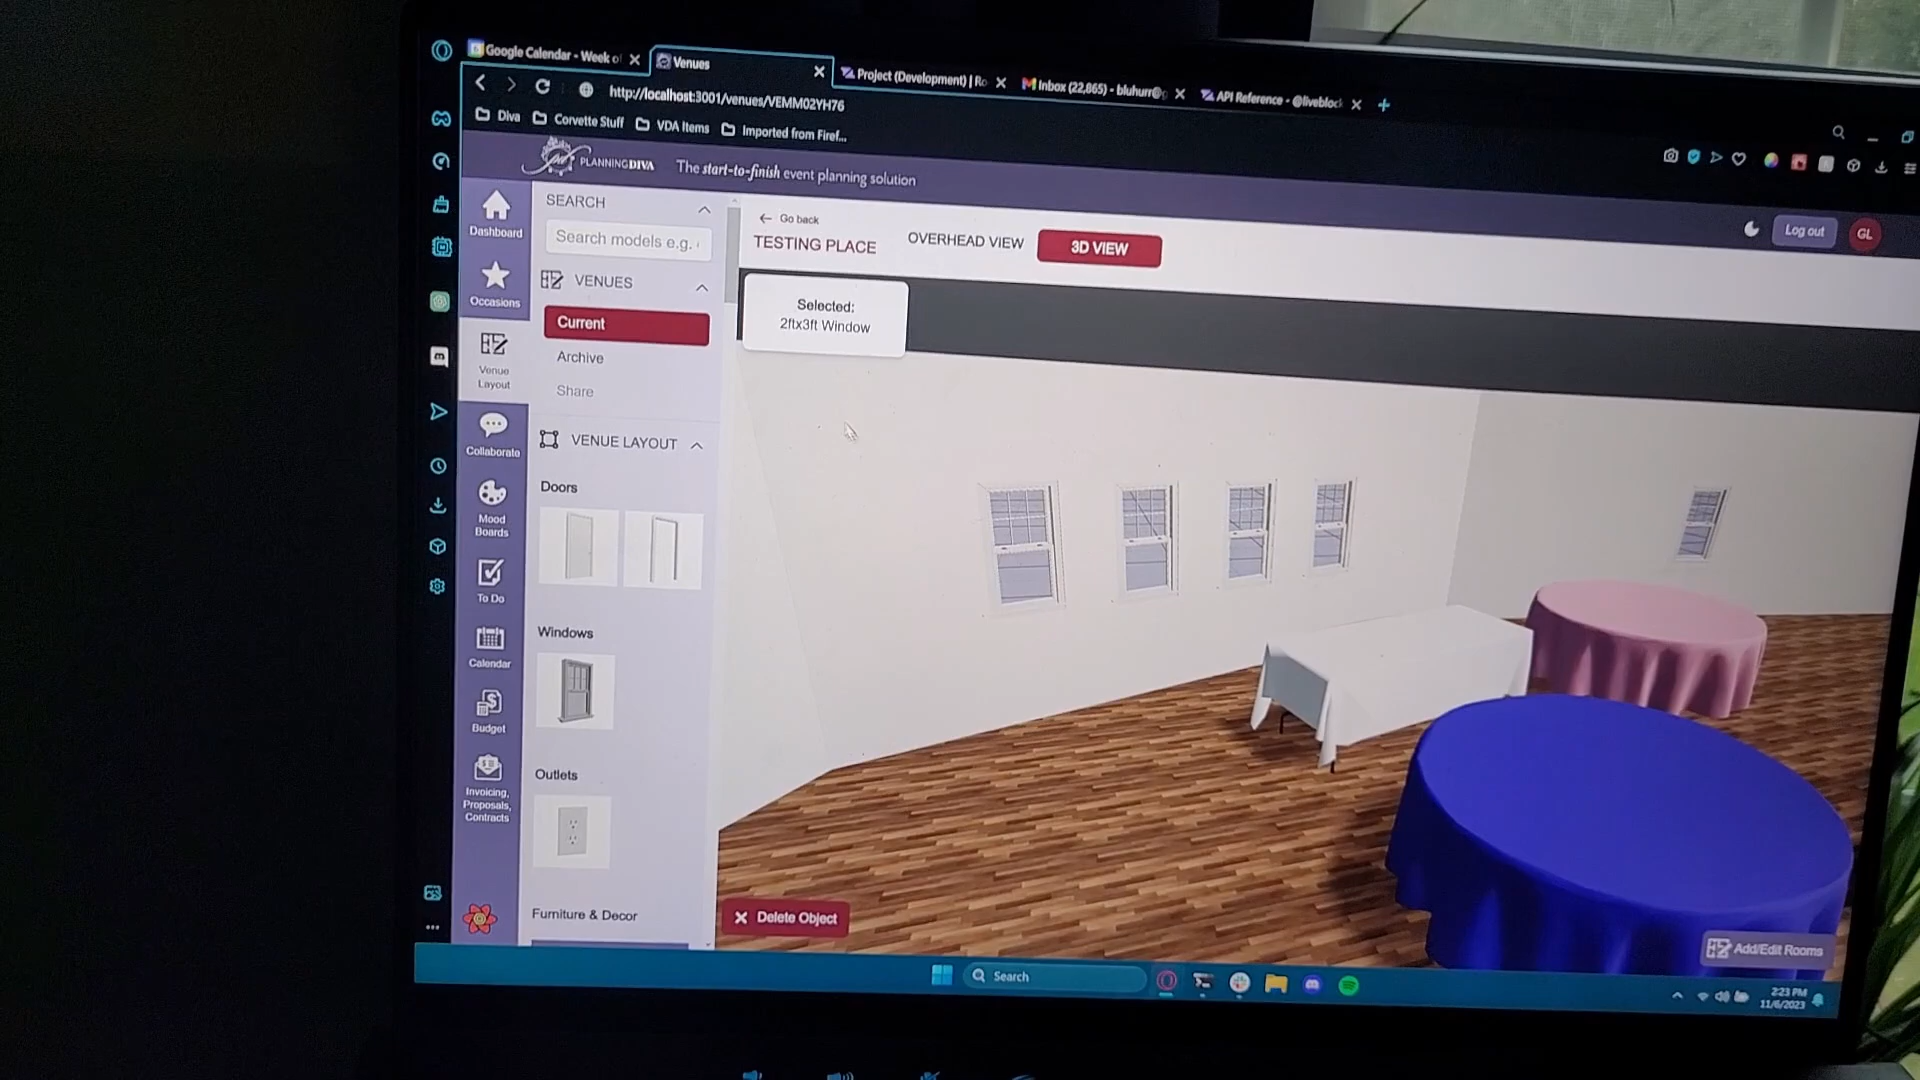 Google Calendar - Week of
Venues
Project (Development) | Ro
Inbox (22,865) - bluhurr@
API Reference - @liveblock
http://localhost:3001/venues/VEMM02YH76
Diva
Corvette Stuff
VDA Items
Imported from Firef...
PLANNINGDIVA
The start-to-finish event planning solution
Log out
GL
Dashboard
Occasions
Venue
Layout
Collaborate
Mood
Boards
To Do
Calendar
Budget
Invoicing,
Proposals,
Contracts
SEARCH
Search models e.g.
VENUES
Current
Archive
Share
VENUE LAYOUT
Doors
Windows
Outlets
Furniture & Decor
Go back
TESTING PLACE
OVERHEAD VIEW
3D VIEW
Selected:
2ftx3ft Window
Delete Object
Add/Edit Rooms
Search
2:23 PM
11/6/2023